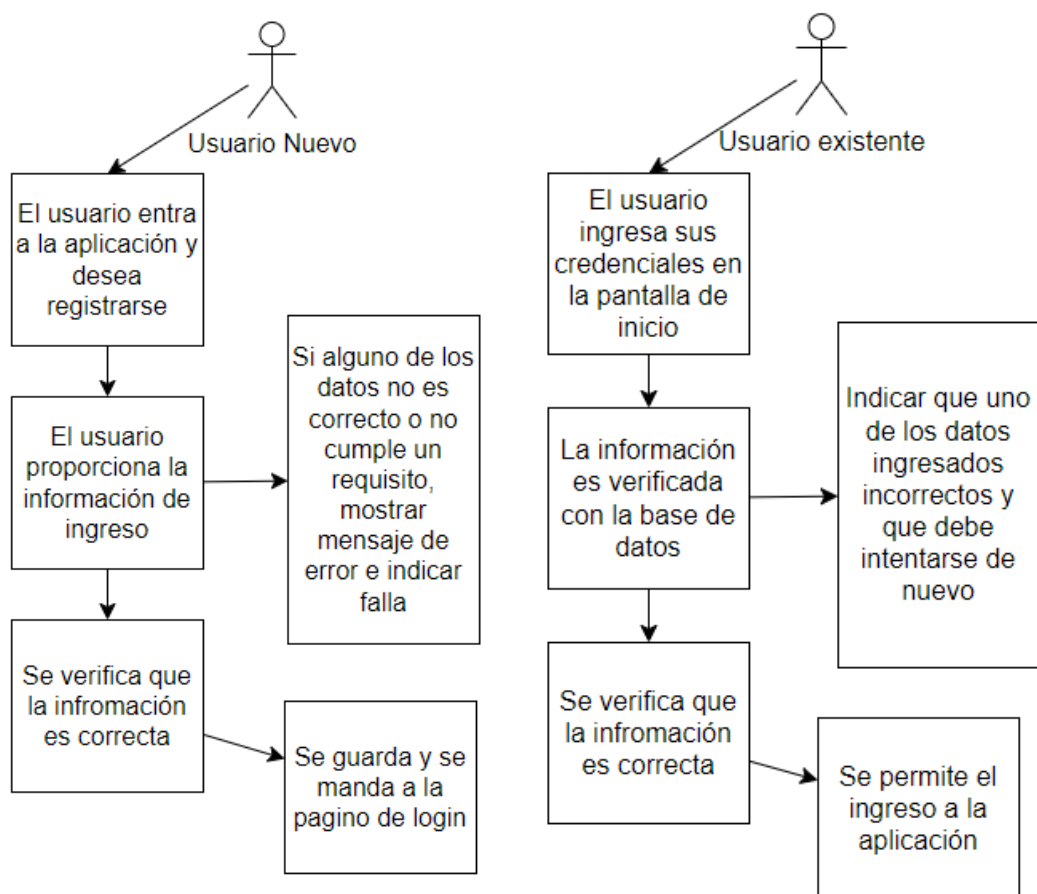 Usuario Nuevo
El usuario entra
a la aplicación y
desea
registrarse
El usuario
proporciona la
información de
ingreso
Si alguno de los
datos no es
correcto o no
cumple un
requisito,
mostrar
mensaje de
error e indicar
falla
Se verifica que
la infromación
es correcta
Se guarda y se
manda a la
pagino de login
Usuario existente
El usuario
ingresa sus
credenciales en
la pantalla de
inicio
La información
es verificada
con la base de
datos
Indicar que uno
de los datos
ingresados
incorrectos y
que debe
intentarse de
nuevo
Se verifica que
la infromación
es correcta
Se permite el
ingreso a la
aplicación